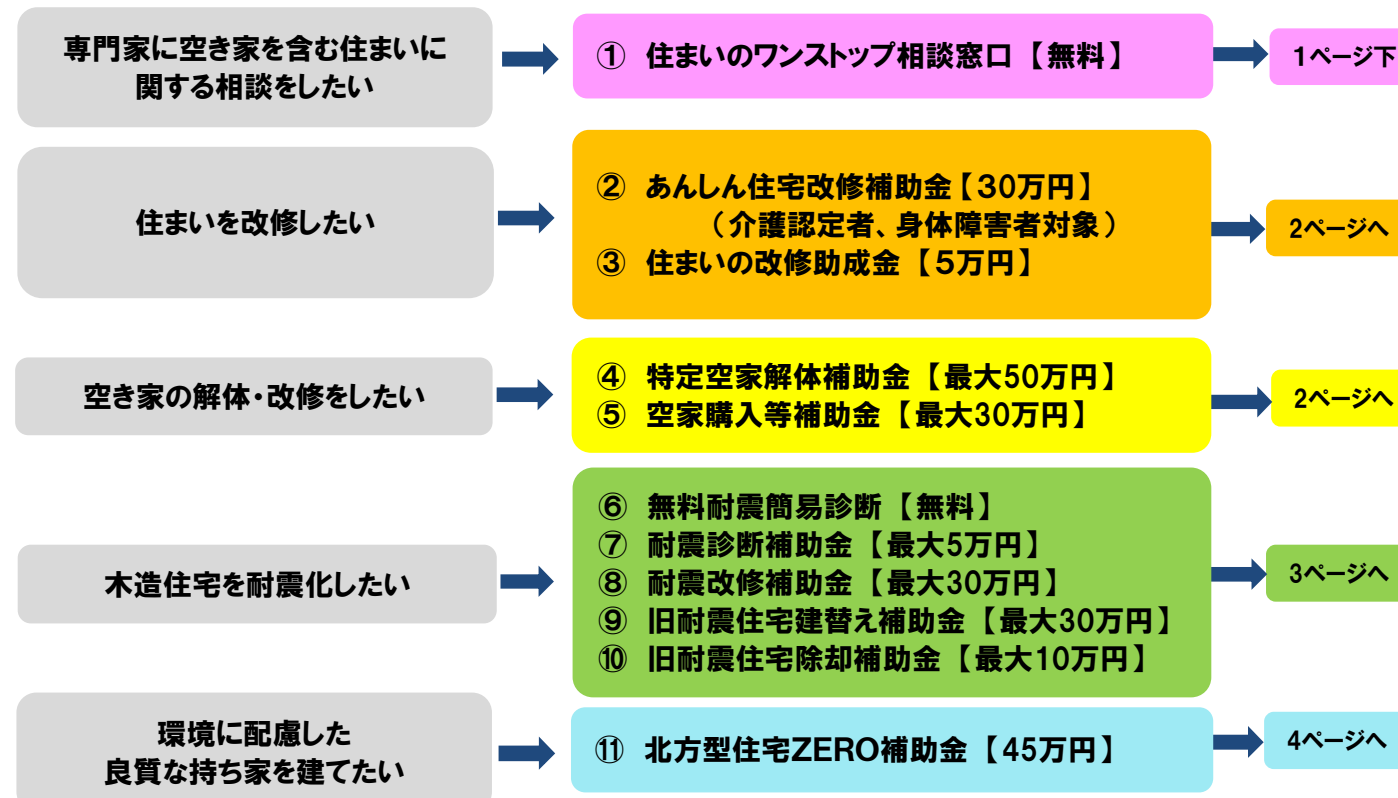 専門家に空き家を含む住まいに
関する相談をしたい
① 住まいのワンストップ相談窓口 【無料】
1ページ下
住まいを改修したい
② あんしん住宅改修補助金【30万円】
（介護認定者、身体障害者対象）
③ 住まいの改修助成金 【5万円】
2ページへ
空き家の解体・改修をしたい
④ 特定空家解体補助金 【最大50万円】
⑤ 空家購入等補助金 【最大30万円】
2ページへ
木造住宅を耐震化したい
⑥ 無料耐震簡易診断 【無料】
⑦ 耐震診断補助金 【最大5万円】
⑧ 耐震改修補助金 【最大30万円】
⑨ 旧耐震住宅建替え補助金 【最大30万円】
⑩ 旧耐震住宅除却補助金 【最大10万円】
3ページへ
環境に配慮した
良質な持ち家を建てたい
⑪ 北方型住宅ZERO補助金 【45万円】
4ページへ